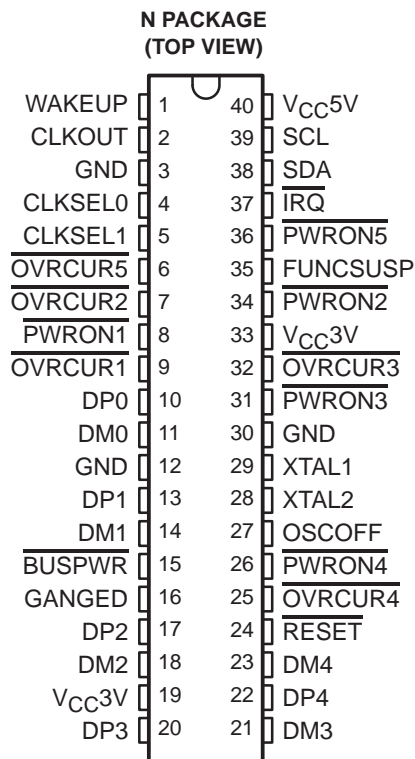 N PACKAGE
(TOP VIEW)
WAKEUP 1 40 VCC5V
CLKOUT 2 39 SCL
GND 3 38 SDA
CLKSEL0 4 37 IRQ
CLKSEL1 5 36 PWRON5
OVRCUR5 6 35 FUNCSUSP
OVRCUR2 7 34 PWRON2
PWRON1 8 33 VCC3V
OVRCUR1 9 32 OVRCUR3
DP0 10 31 PWRON3
DM0 11 30 GND
GND 12 29 XTAL1
DP1 13 28 XTAL2
DM1 14 27 OSCOFF
BUSPWR 15 26 PWRON4
GANGED 16 25 OVRCUR4
DP2 17 24 RESET
DM2 18 23 DM4
VCC3V 19 22 DP4
DP3 20 21 DM3